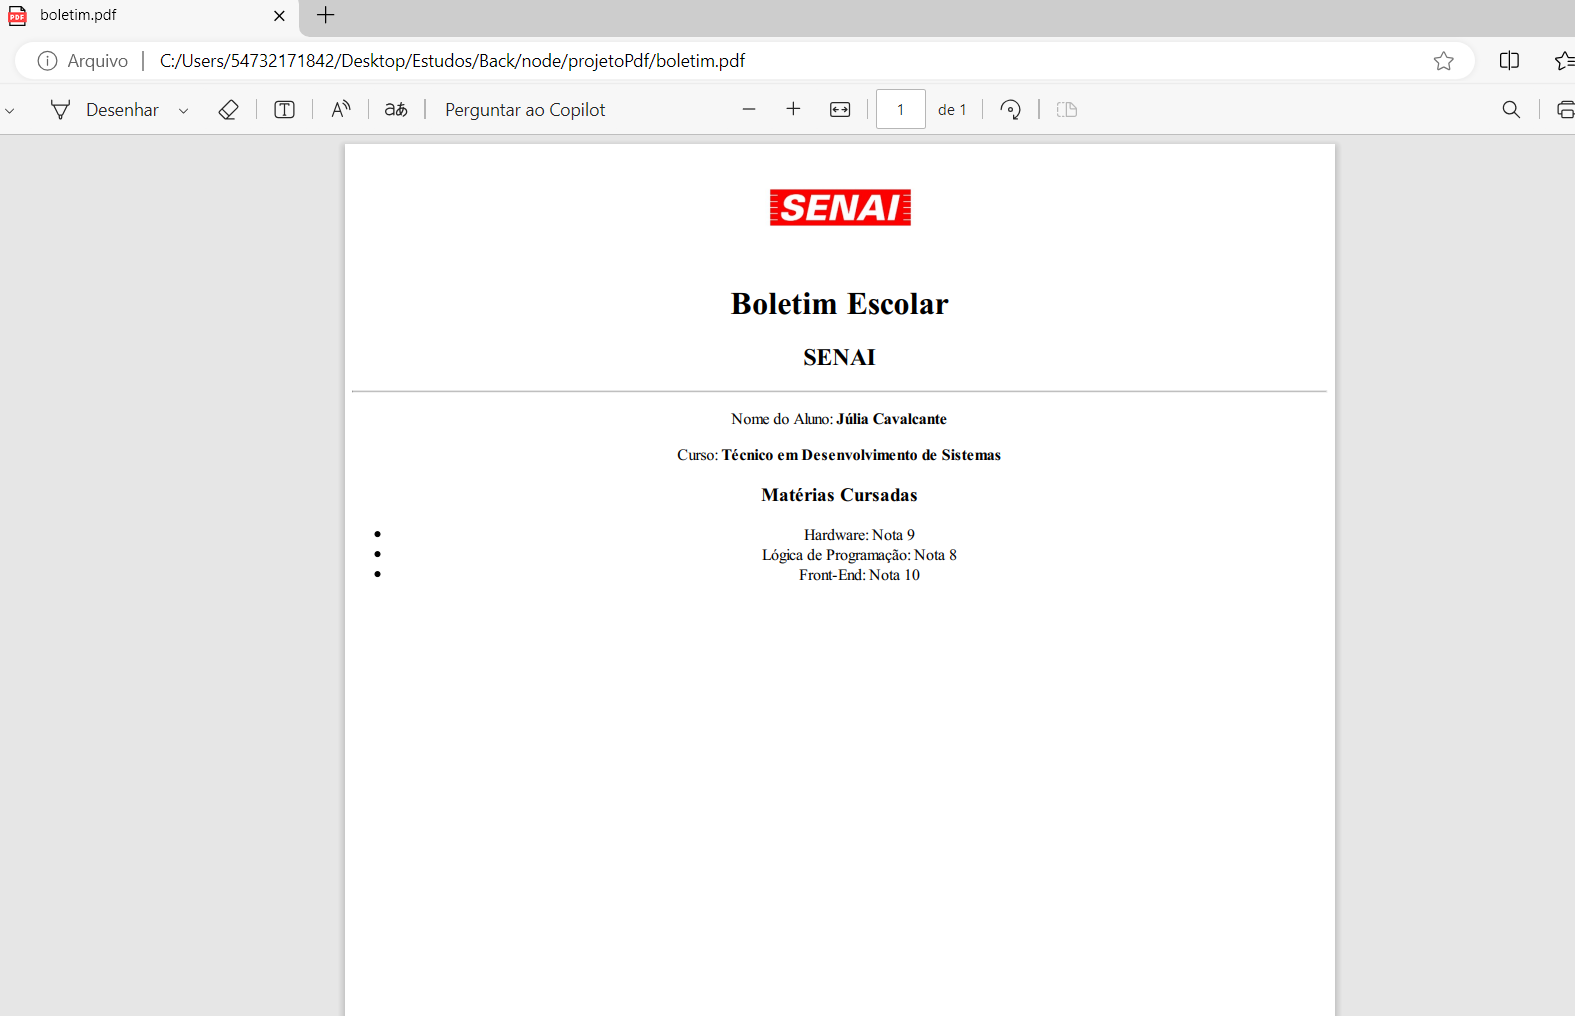 boletim.pdf
Arquivo | C:/Users/54732171842/Desktop/Estudos/Back/node/projetoPdf/boletim.pdf
Desenhar
T
A
aあ
Perguntar ao Copilot
1 de 1
SENAI
Boletim Escolar
SENAI
Nome do Aluno: Júlia Cavalcante
Curso: Técnico em Desenvolvimento de Sistemas
Matérias Cursadas
• Hardware: Nota 9
• Lógica de Programação: Nota 8
• Front-End: Nota 10